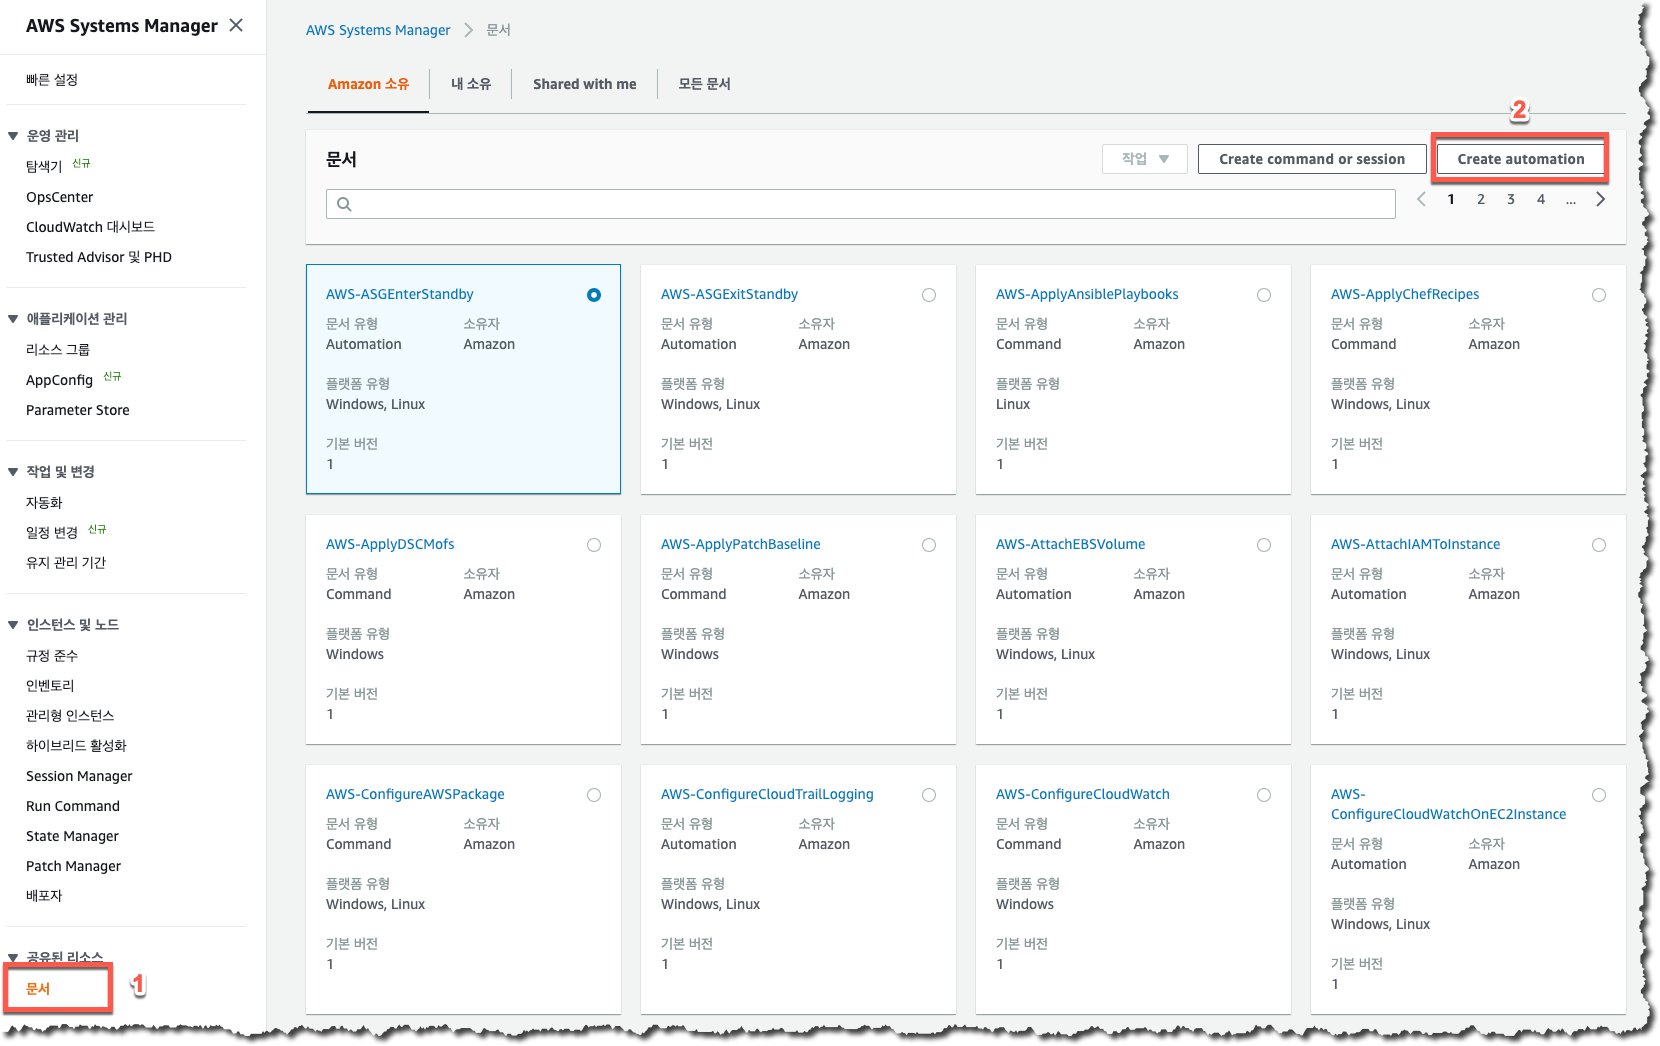 AWS Systems Manager
빠른 설정
운영 관리
탐색기 신규
OpsCenter
CloudWatch 대시보드
Trusted Advisor 및 PHD
애플리케이션 관리
리소스 그룹
AppConfig 신규
Parameter Store
작업 및 변경
자동화
일정 변경 신규
유지 관리 기간
인스턴스 및 노드
규정 준수
인벤토리
관리형 인스턴스
하이브리드 활성화
Session Manager
Run Command
State Manager
Patch Manager
배포자
공유된 리소스
문서
1
AWS Systems Manager 문서
Amazon 소유 내 소유 Shared with me 모든 문서
2
문서 작업 Create command or session Create automation
1 2 3 4 ...
AWS-ASGEnterStandby
문서 유형 소유자
Automation Amazon
플랫폼 유형
Windows, Linux
기본 버전
1
AWS-ASGExitStandby
문서 유형 소유자
Automation Amazon
플랫폼 유형
Windows, Linux
기본 버전
1
AWS-ApplyAnsiblePlaybooks
문서 유형 소유자
Command Amazon
플랫폼 유형
Linux
기본 버전
1
AWS-ApplyChefRecipes
문서 유형 소유자
Command Amazon
플랫폼 유형
Windows, Linux
기본 버전
1
AWS-ApplyDSCMofs
문서 유형 소유자
Command Amazon
플랫폼 유형
Windows
기본 버전
1
AWS-ApplyPatchBaseline
문서 유형 소유자
Command Amazon
플랫폼 유형
Windows
기본 버전
1
AWS-AttachEBSVolume
문서 유형 소유자
Automation Amazon
플랫폼 유형
Windows, Linux
기본 버전
1
AWS-AttachIAMToInstance
문서 유형 소유자
Automation Amazon
플랫폼 유형
Windows, Linux
기본 버전
1
AWS-ConfigureAWSPackage
문서 유형 소유자
Command Amazon
플랫폼 유형
Windows, Linux
기본 버전
1
AWS-ConfigureCloudTrailLogging
문서 유형 소유자
Automation Amazon
플랫폼 유형
Windows, Linux
기본 버전
1
AWS-ConfigureCloudWatch
문서 유형 소유자
Command Amazon
플랫폼 유형
Windows
기본 버전
1
AWS-
ConfigureCloudWatchOnEC2Instance
문서 유형 소유자
Automation Amazon
플랫폼 유형
Windows, Linux
기본 버전
1